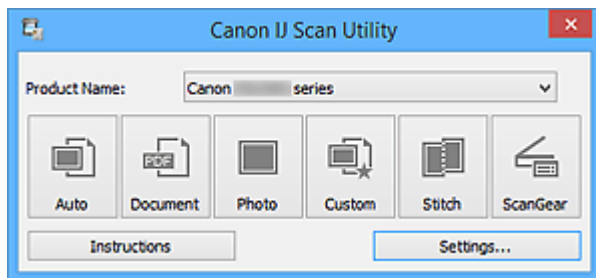 Canon IJ Scan Utility
Product Name: Canon series
PDF
Auto Document Photo Custom Stitch ScanGear
Instructions Settings...